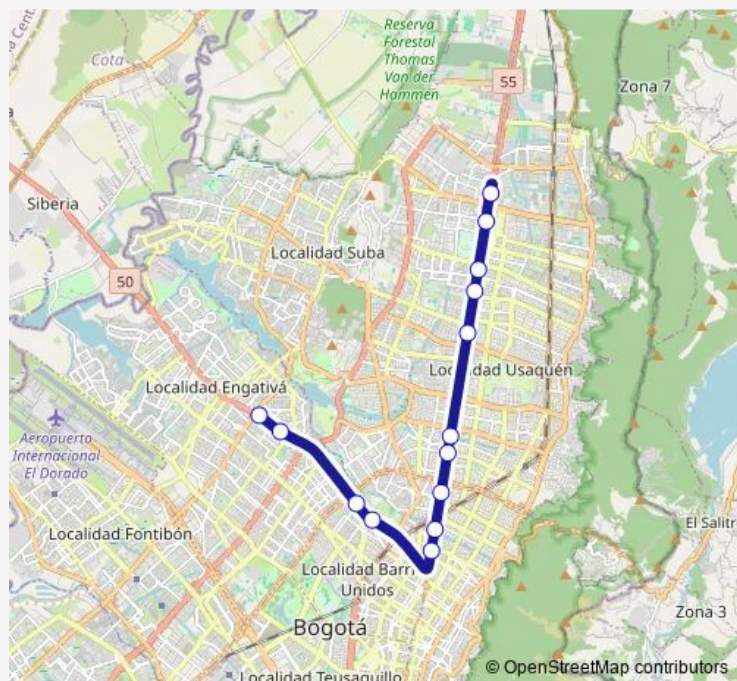 Reserva
Forestal
Thomas
Van der
Hammen
Cota
55
Zona 7
Siberia
Localidad Suba
50
Localidad Usaquén
Localidad Engativá
Aeropuerto
Internacional
El Dorado
Localidad Fontibón
El Salitr
Localidad Barri
Unidos
Zona 3
Bogotá
Localidad Teusaquillo
© OpenStreetMap contributors